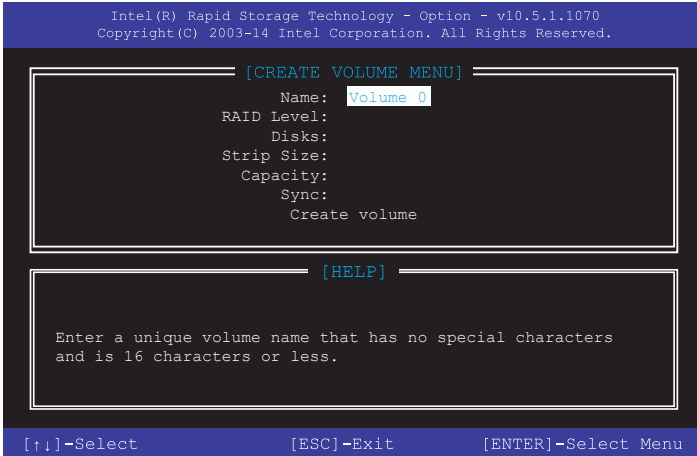 Intel(R) Rapid Storage Technology - Option - v10.5.1.1070
Copyright(C) 2003-14 Intel Corporation. All Rights Reserved.
[CREATE VOLUME MENU]
Name: Volume 0
RAID Level:
Disks:
Strip Size:
Capacity:
Sync:
Create volume
[HELP]
Enter a unique volume name that has no special characters
and is 16 characters or less.
[↑↓]-Select [ESC]-Exit [ENTER]-Select Menu